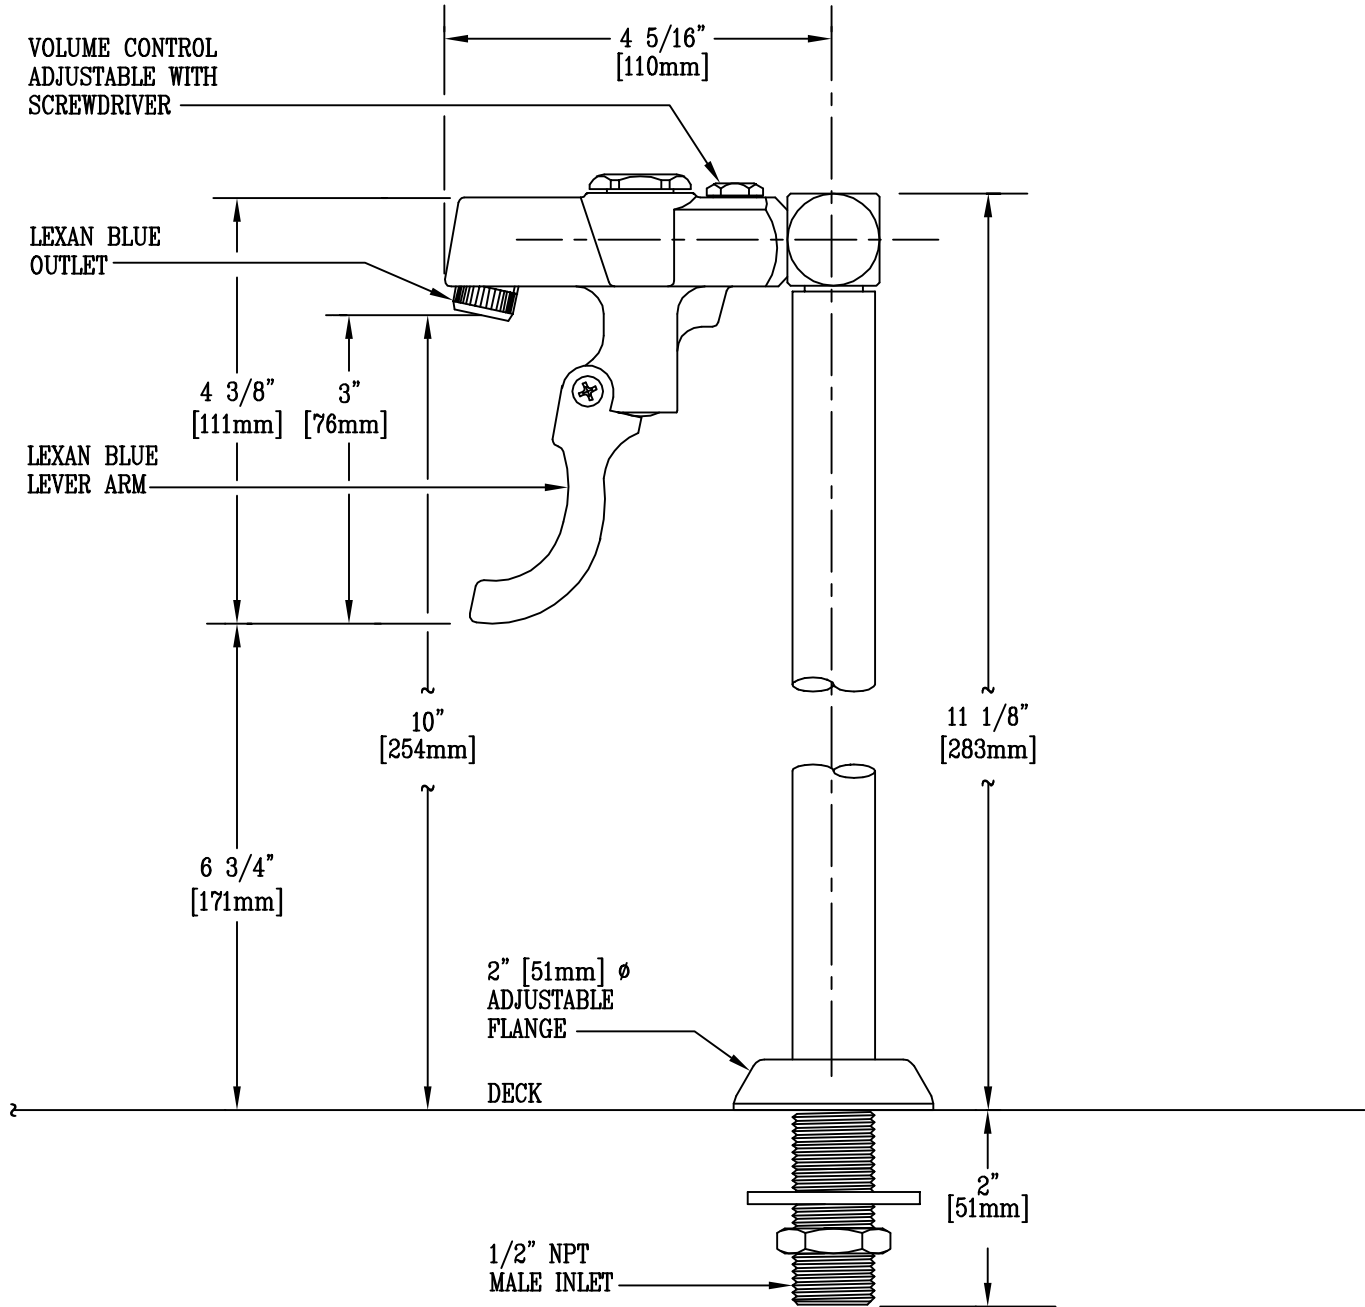 4 5/16"
[110mm]
VOLUME CONTROL
ADJUSTABLE WITH
SCREWDRIVER
LEXAN BLUE
OUTLET
4 3/8"
[111mm]
3"
[76mm]
LEXAN BLUE
LEVER ARM
10"
[254mm]
11 1/8"
[283mm]
6 3/4"
[171mm]
2" [51mm] ø
ADJUSTABLE
FLANGE
DECK
2"
[51mm]
1/2" NPT
MALE INLET